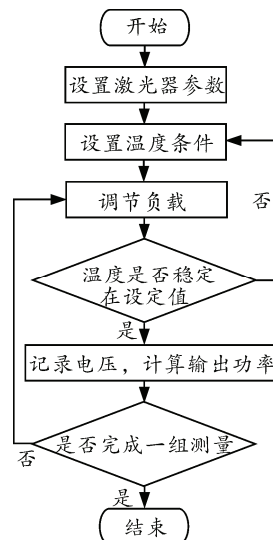 开始
设置激光器参数
设置温度条件
调节负载
否
温度是否稳定
在设定值
是
记录电压，计算输出功率
是否完成一组测量
否
是
结束